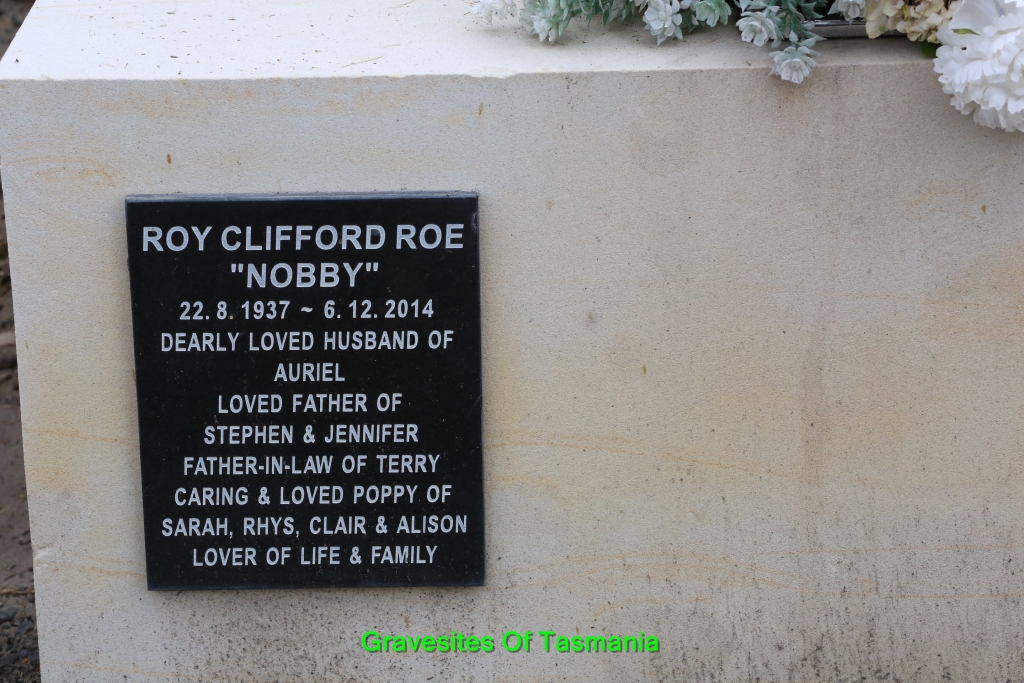 ROY CLIFFORD ROE
"NOBBY"
22.8.1937 ~ 6.12.2014
DEARLY LOVED HUSBAND OF
AURIEL
LOVED FATHER OF
STEPHEN & JENNIFER
FATHER-IN-LAW OF TERRY
CARING & LOVED POPPY OF
SARAH, RHYS, CLAIR & ALISON
LOVER OF LIFE & FAMILY
Gravesites Of Tasmania